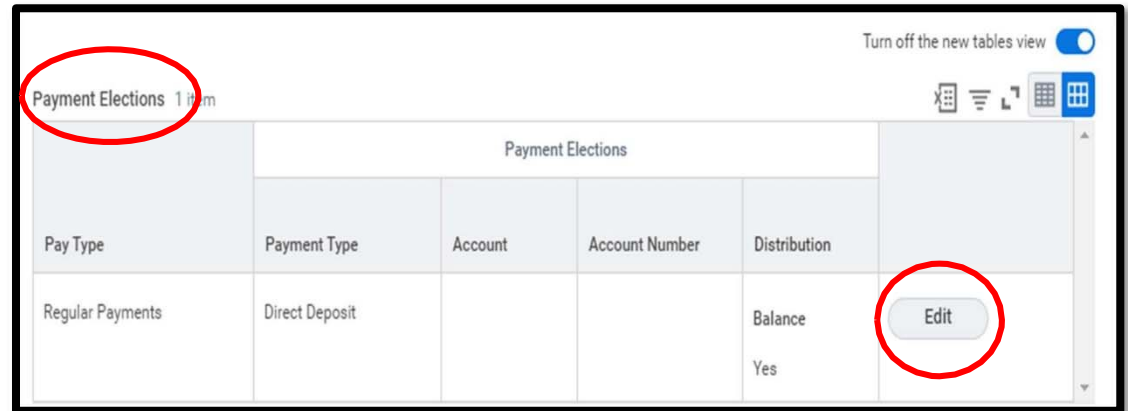 Turn off the new tables view
Payment Elections 1 item
Payment Elections
Pay Type Payment Type Account Account Number Distribution
Regular Payments Direct Deposit Balance Edit
Yes